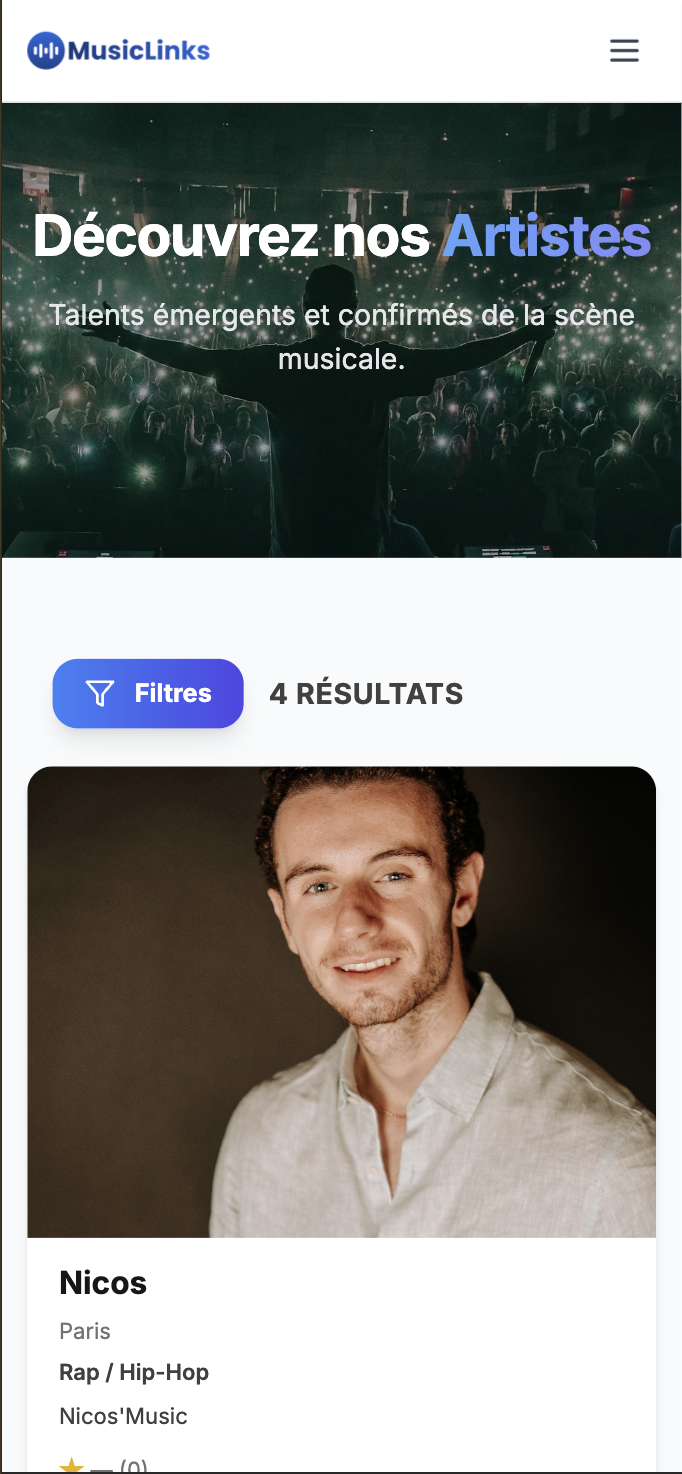 MusicLinks
Découvrez nos Artistes
Talents émergents et confirmés de la scène
musicale.
Filtres
4 RÉSULTATS
Nicos
Paris
Rap / Hip-Hop
Nicos'Music
★ — (0)